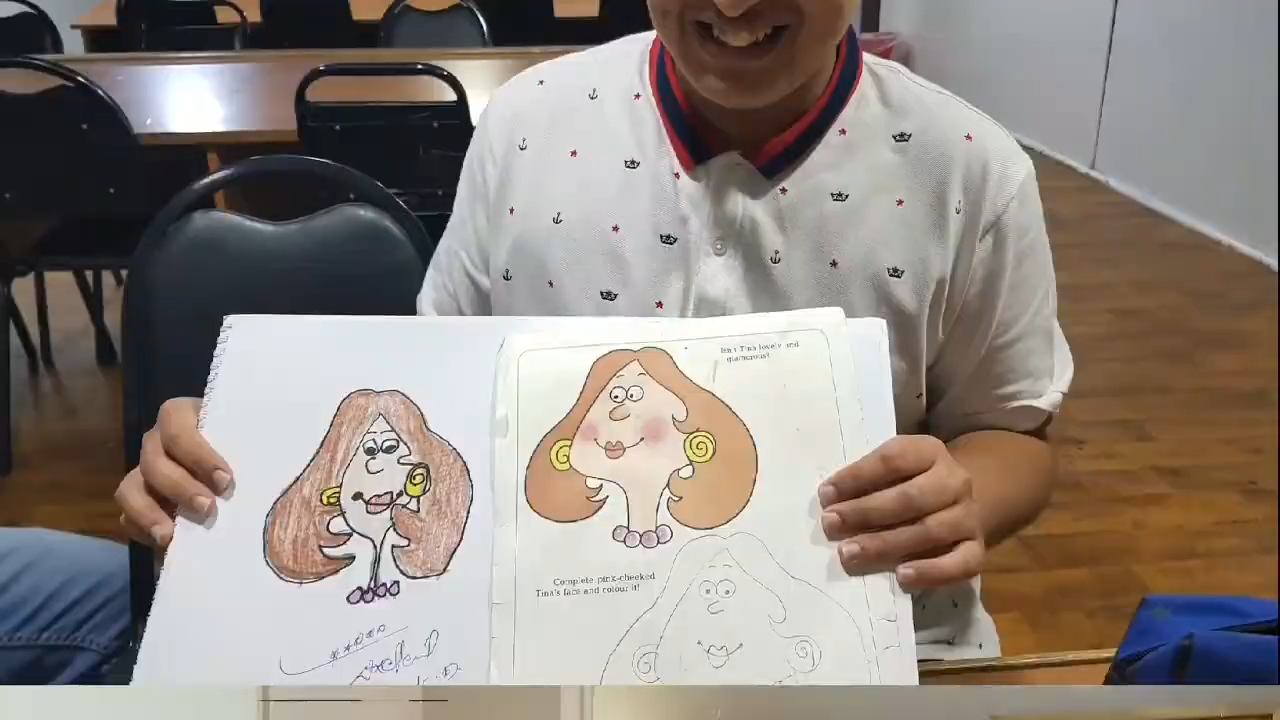 Isn't Tina lovely and
glamorous?
Complete pink-cheeked
Tina's face and colour it!